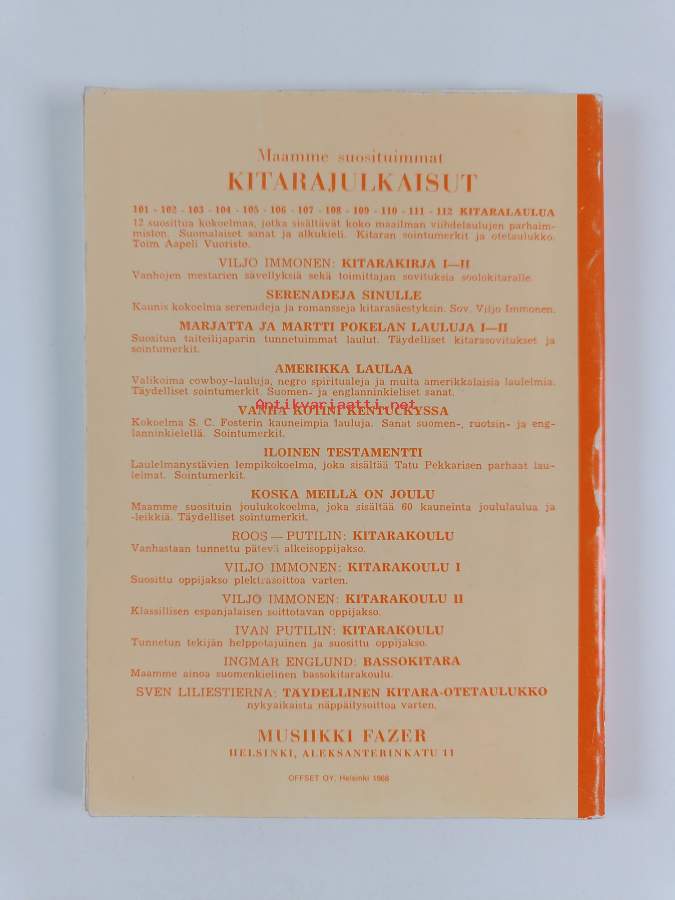 Maamme suosituimmat
KITARAJULKAISUT
101 - 102 - 103 - 104 - 105 - 106 - 107 - 108 - 109 - 110 - 111 - 112 KITARALAULUA
12 suosittua kokoelmaa, jotka sisältävät koko maailman viihdelaulujen parhaim-
miston. Suomalaiset sanat ja alkukieli. Kitaran sointumerkit ja otetaulukko.
Toim Aapeli Vuoristo.
VILJO IMMONEN: KITARAKIRJA I—II
Vanhojen mestarien sävellyksiä sekä toimittajan sovituksia soolokitaralle.
SERENADEJA SINULLE
Kaunis kokoelma serenadeja ja romansseja kitarasäestyksin. Sov. Viljo Immonen.
MARJATTA JA MARTTI POKELAN LAULUJA I—II
Suositun taiteilijaparin tunnetuimmat laulut. Täydelliset kitarasovitukset ja
sointumerkit.
AMERIKKA LAULAA
Valikoima cowboy-lauluja, negro spiritualeja ja muita amerikkalaisia laulelmia.
Täydelliset sointumerkit. Suomen- ja englanninkieliset sanat.
Antikvariaatti.net
VANHA KOTINI KENTUCKYSSA
Kokoelma S. C. Fosterin kauneimpia lauluja. Sanat suomen-, ruotsin- ja eng-
lanninkielellä. Sointumerkit.
ILOINEN TESTAMENTTI
Laulelmanystävien lempikokoelma, joka sisältää Tatu Pekkarisen parhaat lau-
lelmat. Sointumerkit.
KOSKA MEILLÄ ON JOULU
Maamme suosituin joulukokoelma, joka sisältää 60 kauneinta joululaulua ja
-leikkiä. Täydelliset sointumerkit.
ROOS — PUTILIN: KITARAKOULU
Vanhastaan tunnettu pätevä alkeisoppijakso.
VILJO IMMONEN: KITARAKOULU I
Suosittu oppijakso plektrasoittoa varten.
VILJO IMMONEN: KITARAKOULU II
Klassillisen espanjalaisen soittotavan oppijakso.
IVAN PUTILIN: KITARAKOULU
Tunnetun tekijän helppotajuinen ja suosittu oppijakso.
INGMAR ENGLUND: BASSOKITARA
Maamme ainoa suomenkielinen bassokitarakoulu.
SVEN LILIESTIERNA: TÄYDELLINEN KITARA-OTETAULUKKO
nykyaikaista näppäilysoittoa varten.
MUSIIKKI FAZER
HELSINKI, ALEKSANTERINKATU 11
OFFSET OY, Helsinki 1968